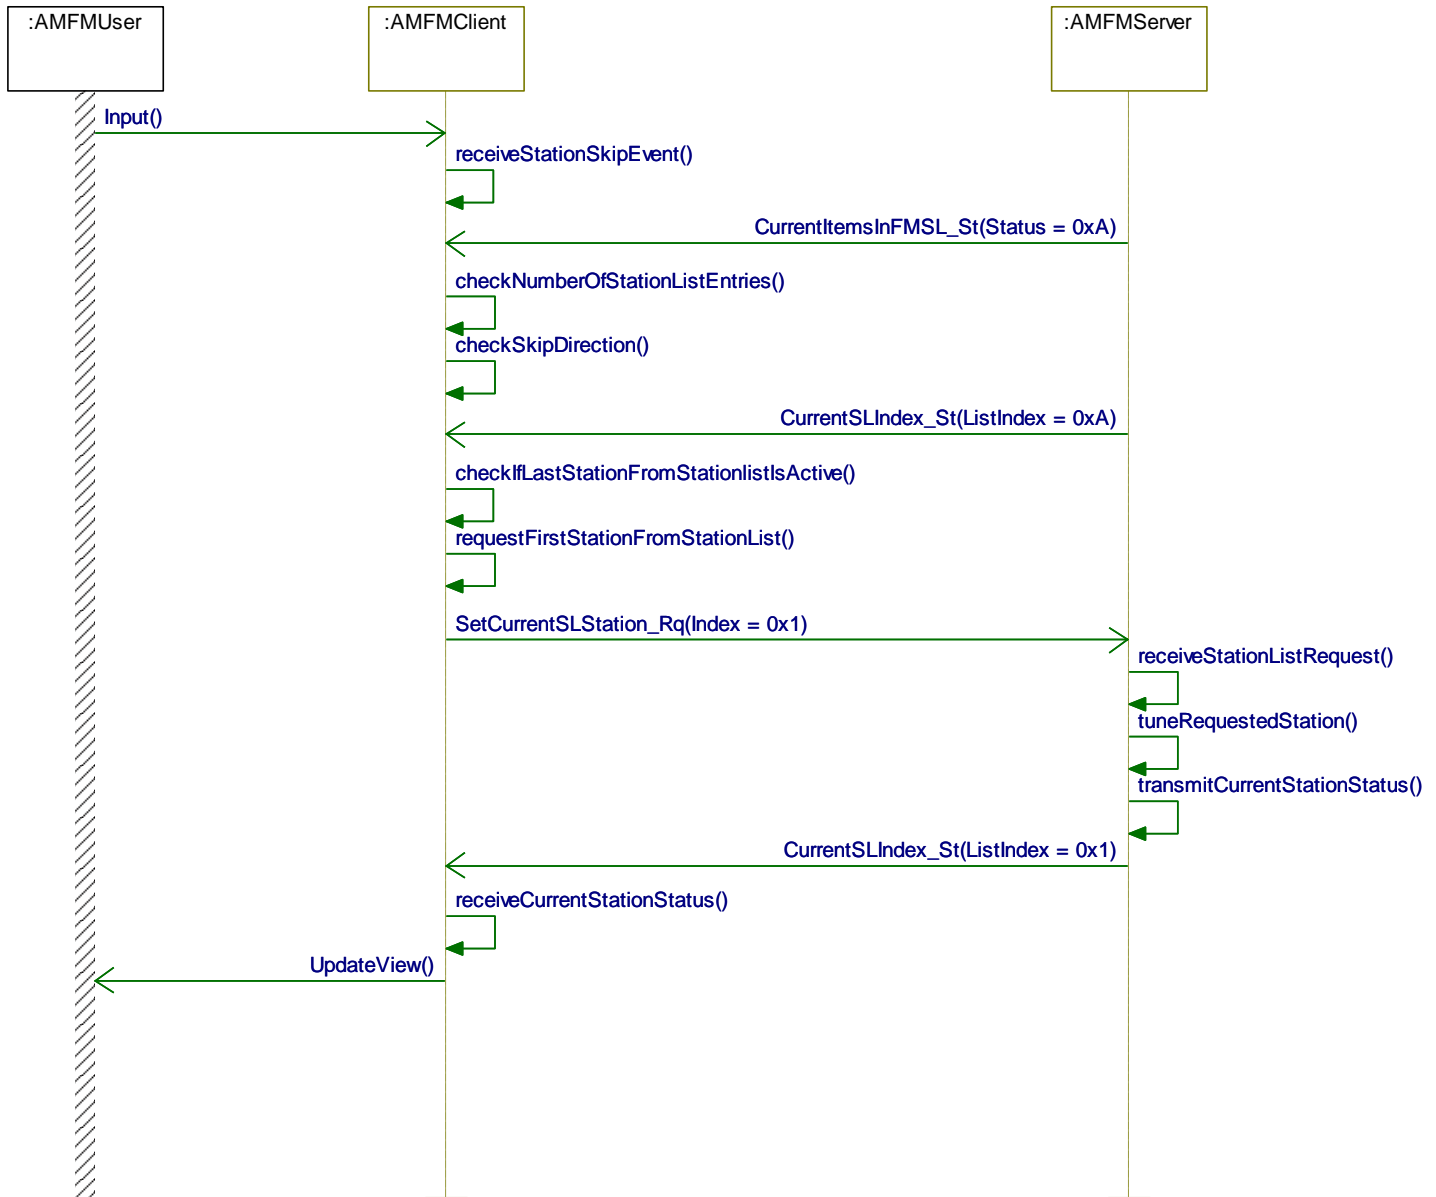 :AMFMUser
:AMFMClient
:AMFMServer
Input()
receiveStationSkipEvent()
CurrentItemsInFMSL_St(Status = 0xA)
checkNumberOfStationListEntries()
checkSkipDirection()
CurrentSLIndex_St(ListIndex = 0xA)
checkIfLastStationFromStationlistIsActive()
requestFirstStationFromStationList()
SetCurrentSLStation_Rq(Index = 0x1)
receiveStationListRequest()
tuneRequestedStation()
transmitCurrentStationStatus()
CurrentSLIndex_St(ListIndex = 0x1)
receiveCurrentStationStatus()
UpdateView()